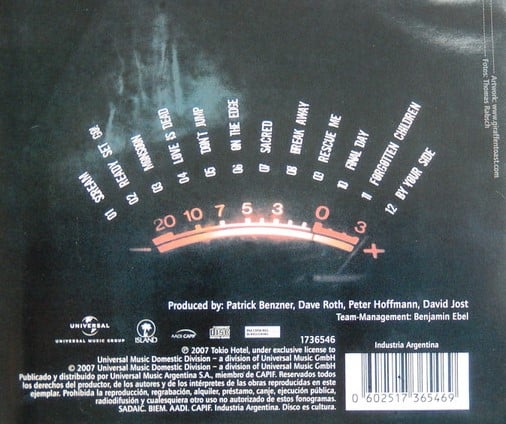 Artwork: www.giraffentoast.com
Fotos: Thomas Rabsch
01 SCREAM
02 READY SET GO!
03 MONSOON
04 LOVE IS DEAD
05 DON'T JUMP
06 ON THE EDGE
07 SACRED
08 BREAK AWAY
09 RESCUE ME
10 FINAL DAY
11 FORGOTTEN CHILDREN
12 BY YOUR SIDE
20 10 7 5 3 0 3
- +
Produced by: Patrick Benzner, Dave Roth, Peter Hoffmann, David Jost
Team-Management: Benjamin Ebel
UNIVERSAL
UNIVERSAL MUSIC GROUP
ISLAND
AADI CAPIF
1736546
Industria Argentina
℗ 2007 Tokio Hotel, under exclusive license to
Universal Music Domestic Division – a division of Universal Music GmbH
© 2007 Universal Music Domestic Division – a division of Universal Music GmbH
Publicado y distribuido por Universal Music Argentina S.A., miembro de CAPIF. Reservados todos
los derechos del productor, de los autores y de los intérpretes de las obras reproducidas en este
ejemplar. Prohibida la reproducción, regrabación, alquiler, préstamo, canje, ejecución pública,
radiodifusión y cualesquiera otro uso no autorizado de estos fonogramas.
SADAIC. BIEM. AADI. CAPIF. Industria Argentina. Disco es cultura.
0 602517 365469